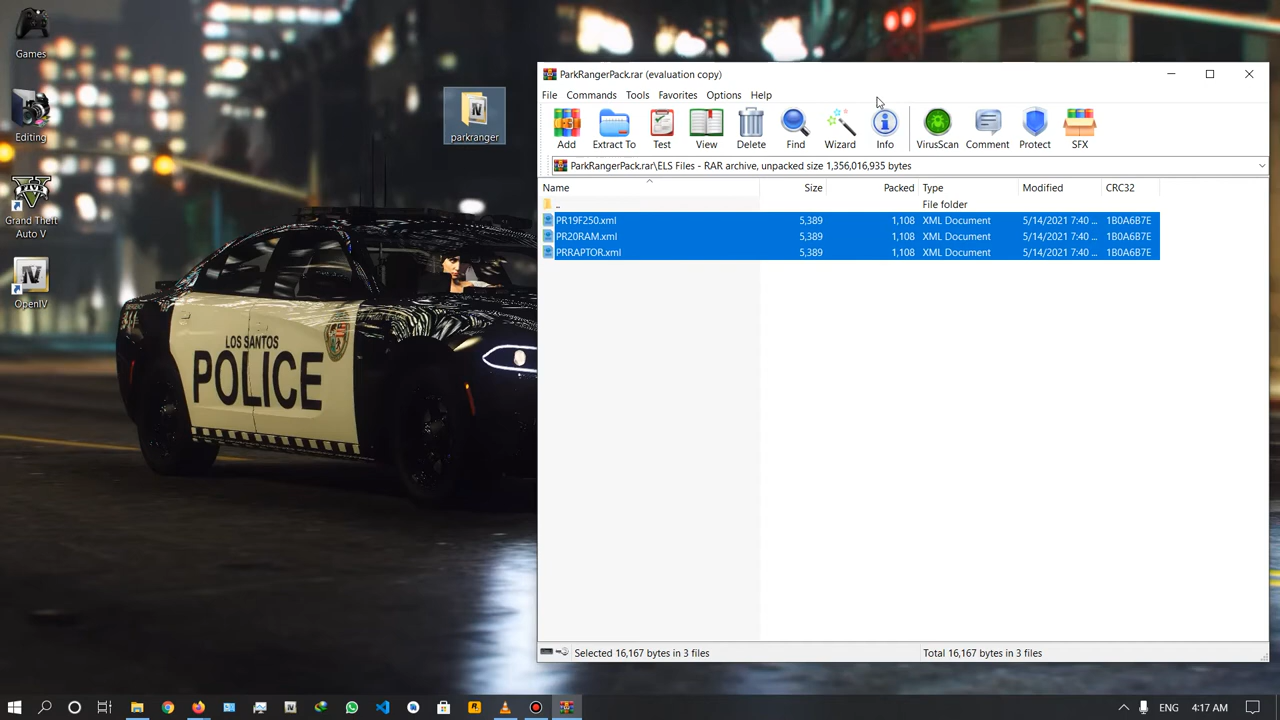 Games
Editing
Grand Theft
Auto V
OpenIV
parkranger
LOS SANTOS
POLICE
ParkRangerPack.rar (evaluation copy)
File Commands Tools Favorites Options Help
Add Extract To Test View Delete Find Wizard Info VirusScan Comment Protect SFX
ParkRangerPack.rar\ELS Files - RAR archive, unpacked size 1,356,016,935 bytes
Name Size Packed Type Modified CRC32
.. File folder
PR19F250.xml 5,389 1,108 XML Document 5/14/2021 7:40 ... 1B0A6B7E
PR20RAM.xml 5,389 1,108 XML Document 5/14/2021 7:40 ... 1B0A6B7E
PRRAPTOR.xml 5,389 1,108 XML Document 5/14/2021 7:40 ... 1B0A6B7E
Selected 16,167 bytes in 3 files Total 16,167 bytes in 3 files
ENG 4:17 AM